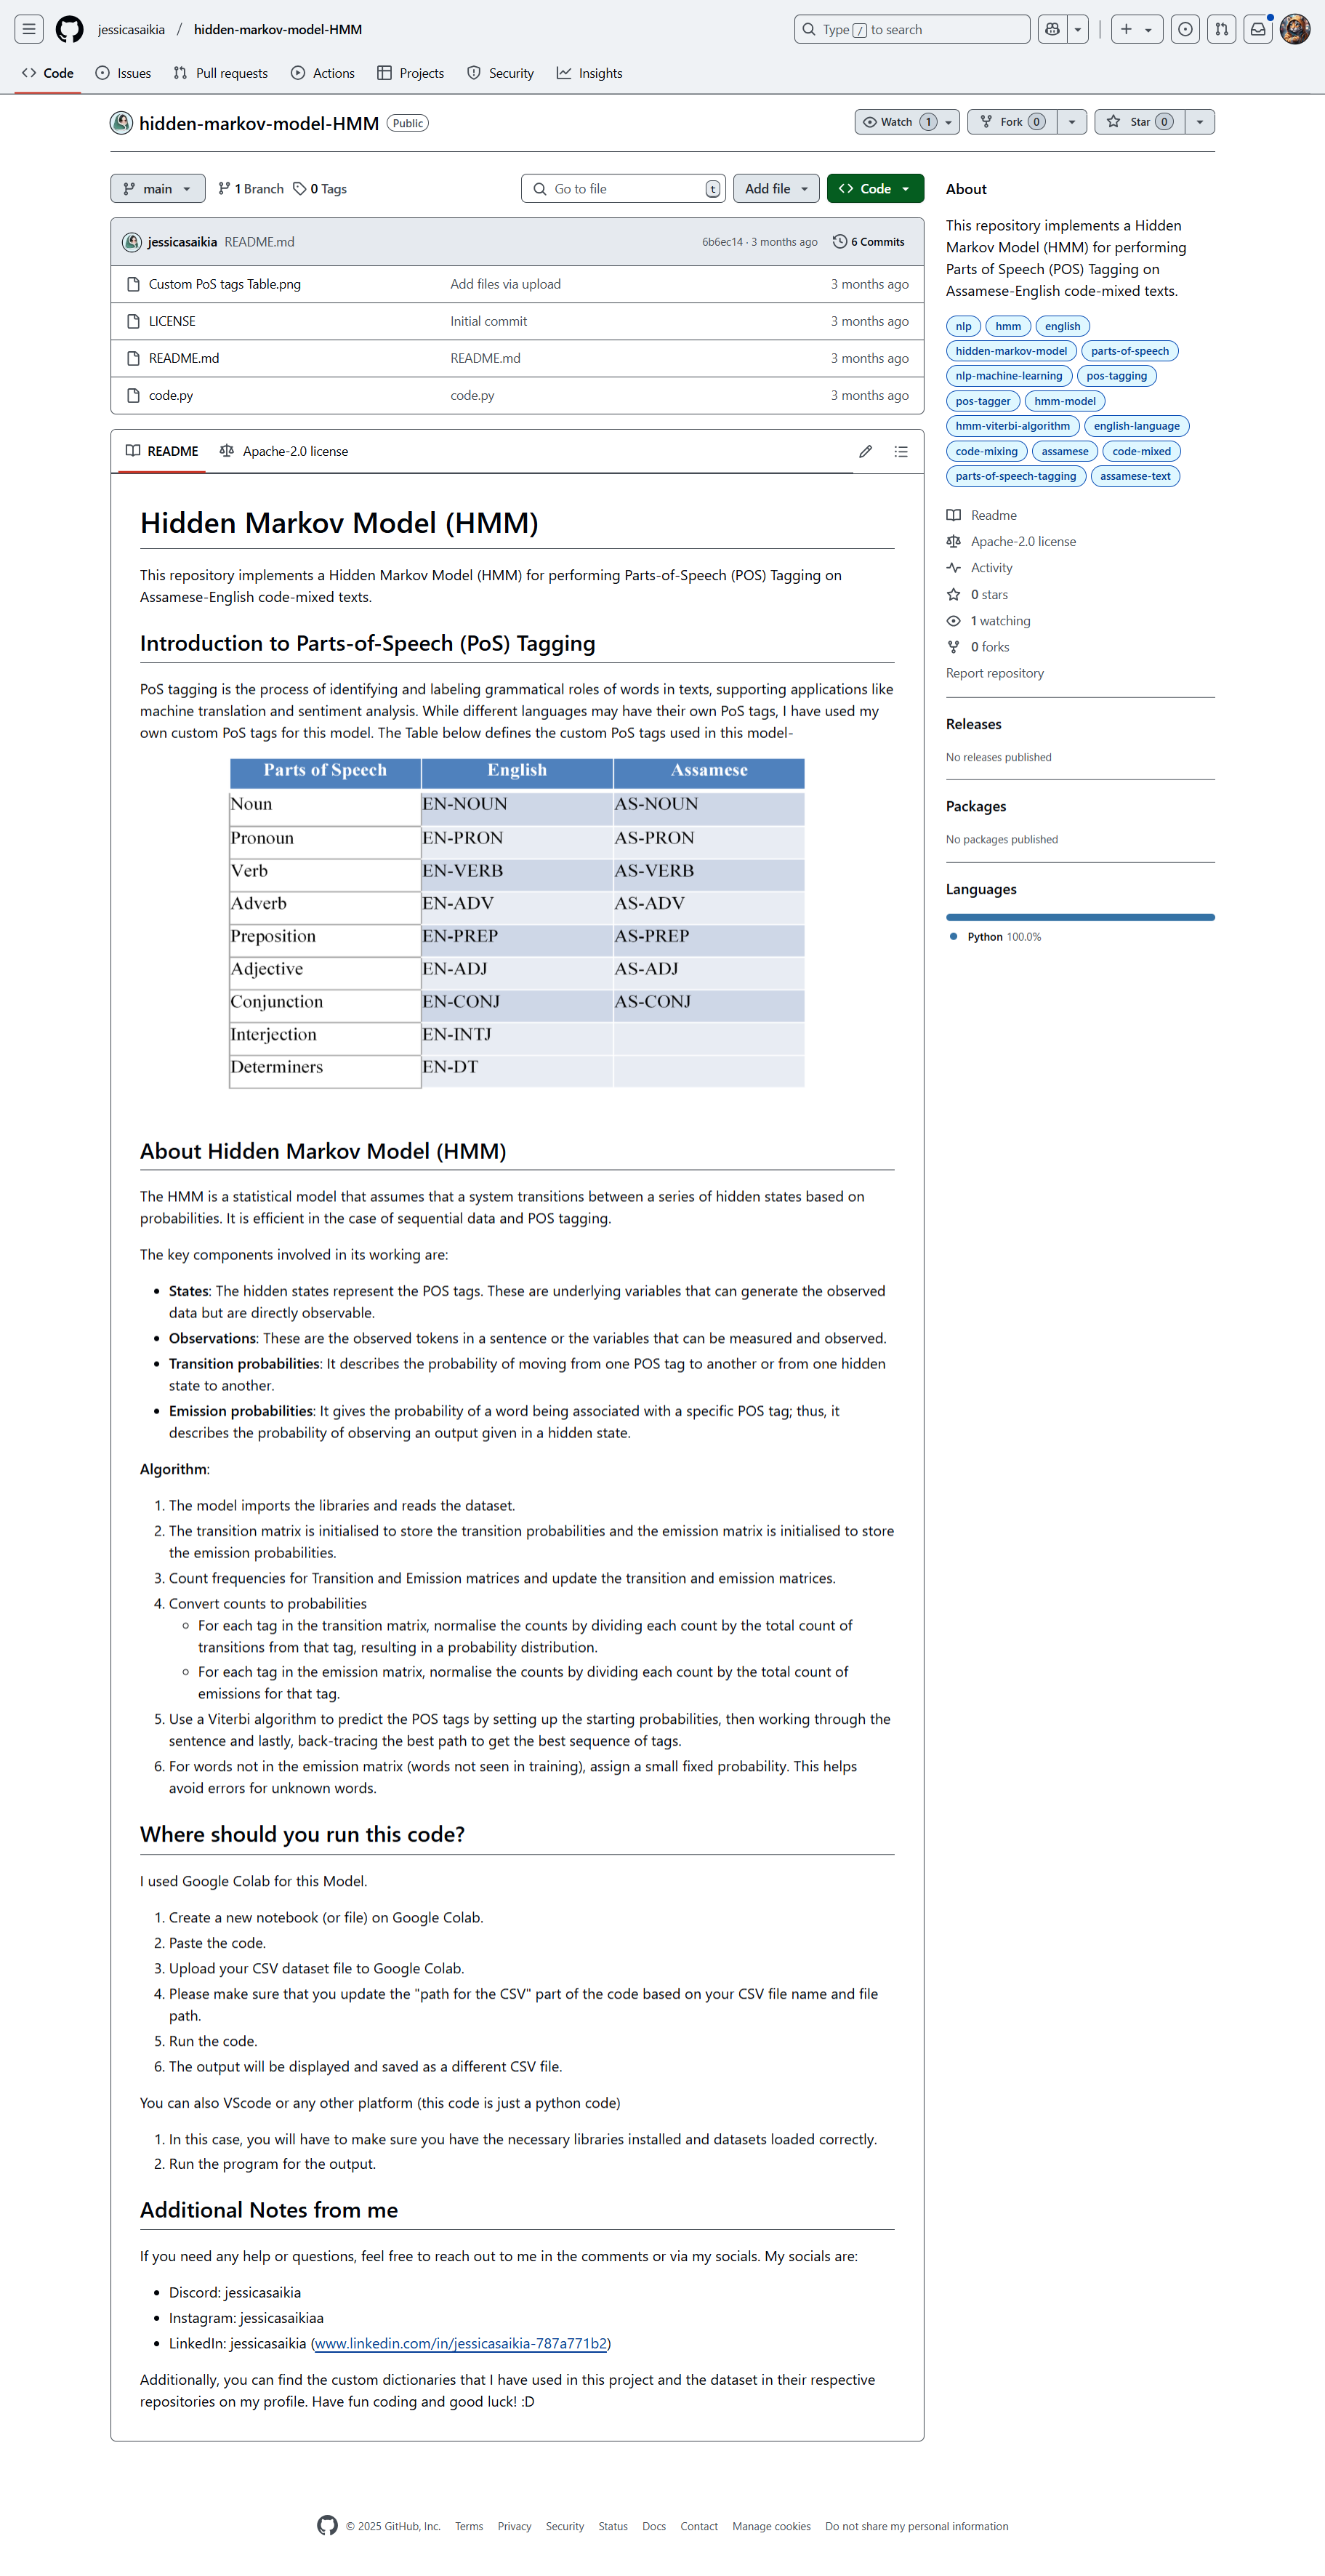 jessicasaikia / hidden-markov-model-HMM
Type / to search
Code Issues Pull requests Actions Projects Security Insights
hidden-markov-model-HMM Public
Watch 1 Fork 0 Star 0
main 1 Branch 0 Tags Go to file t Add file Code
jessicasaikia README.md 6b6ec14 · 3 months ago 6 Commits
Custom PoS tags Table.png Add files via upload 3 months ago
LICENSE Initial commit 3 months ago
README.md README.md 3 months ago
code.py code.py 3 months ago
README Apache-2.0 license
Hidden Markov Model (HMM)
This repository implements a Hidden Markov Model (HMM) for performing Parts-of-Speech (POS) Tagging on
Assamese-English code-mixed texts.
Introduction to Parts-of-Speech (PoS) Tagging
PoS tagging is the process of identifying and labeling grammatical roles of words in texts, supporting applications like
machine translation and sentiment analysis. While different languages may have their own PoS tags, I have used my
own custom PoS tags for this model. The Table below defines the custom PoS tags used in this model-
Parts of Speech English Assamese
Noun EN-NOUN AS-NOUN
Pronoun EN-PRON AS-PRON
Verb EN-VERB AS-VERB
Adverb EN-ADV AS-ADV
Preposition EN-PREP AS-PREP
Adjective EN-ADJ AS-ADJ
Conjunction EN-CONJ AS-CONJ
Interjection EN-INTJ
Determiners EN-DT
About Hidden Markov Model (HMM)
The HMM is a statistical model that assumes that a system transitions between a series of hidden states based on
probabilities. It is efficient in the case of sequential data and POS tagging.
The key components involved in its working are:
• States: The hidden states represent the POS tags. These are underlying variables that can generate the observed
data but are directly observable.
• Observations: These are the observed tokens in a sentence or the variables that can be measured and observed.
• Transition probabilities: It describes the probability of moving from one POS tag to another or from one hidden
state to another.
• Emission probabilities: It gives the probability of a word being associated with a specific POS tag; thus, it
describes the probability of observing an output given in a hidden state.
Algorithm:
1. The model imports the libraries and reads the dataset.
2. The transition matrix is initialised to store the transition probabilities and the emission matrix is initialised to store
the emission probabilities.
3. Count frequencies for Transition and Emission matrices and update the transition and emission matrices.
4. Convert counts to probabilities
◦ For each tag in the transition matrix, normalise the counts by dividing each count by the total count of
transitions from that tag, resulting in a probability distribution.
◦ For each tag in the emission matrix, normalise the counts by dividing each count by the total count of
emissions for that tag.
5. Use a Viterbi algorithm to predict the POS tags by setting up the starting probabilities, then working through the
sentence and lastly, back-tracing the best path to get the best sequence of tags.
6. For words not in the emission matrix (words not seen in training), assign a small fixed probability. This helps
avoid errors for unknown words.
Where should you run this code?
I used Google Colab for this Model.
1. Create a new notebook (or file) on Google Colab.
2. Paste the code.
3. Upload your CSV dataset file to Google Colab.
4. Please make sure that you update the "path for the CSV" part of the code based on your CSV file name and file
path.
5. Run the code.
6. The output will be displayed and saved as a different CSV file.
You can also VScode or any other platform (this code is just a python code)
1. In this case, you will have to make sure you have the necessary libraries installed and datasets loaded correctly.
2. Run the program for the output.
Additional Notes from me
If you need any help or questions, feel free to reach out to me in the comments or via my socials. My socials are:
• Discord: jessicasaikia
• Instagram: jessicasaikiaa
• LinkedIn: jessicasaikia (www.linkedin.com/in/jessicasaikia-787a771b2)
Additionally, you can find the custom dictionaries that I have used in this project and the dataset in their respective
repositories on my profile. Have fun coding and good luck! :D
About
This repository implements a Hidden
Markov Model (HMM) for performing
Parts of Speech (POS) Tagging on
Assamese-English code-mixed texts.
nlp hmm english
hidden-markov-model parts-of-speech
nlp-machine-learning pos-tagging
pos-tagger hmm-model
hmm-viterbi-algorithm english-language
code-mixing assamese code-mixed
parts-of-speech-tagging assamese-text
Readme
Apache-2.0 license
Activity
0 stars
1 watching
0 forks
Report repository
Releases
No releases published
Packages
No packages published
Languages
Python 100.0%
© 2025 GitHub, Inc. Terms Privacy Security Status Docs Contact Manage cookies Do not share my personal information